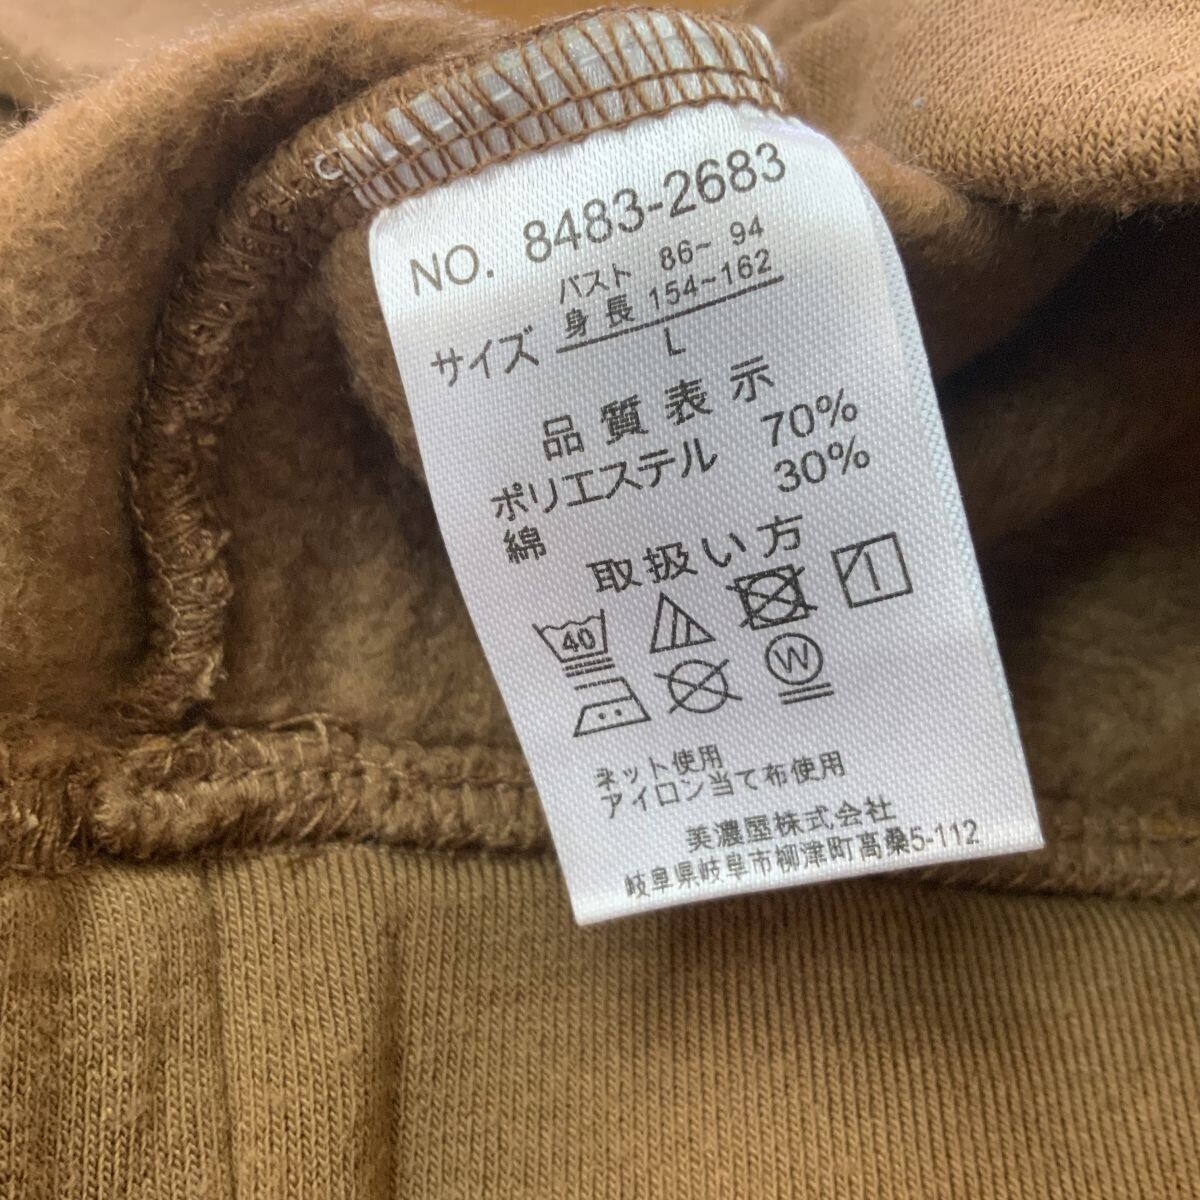 NO. 8483-2683
バスト 86~ 94
サイズ 身長 154~162
L
品質表示
ポリエステル 70%
綿 30%
取扱い方
40
W
ネット使用
アイロン当て布使用
美濃屋株式会社
岐阜県岐阜市柳津町高桑5-112